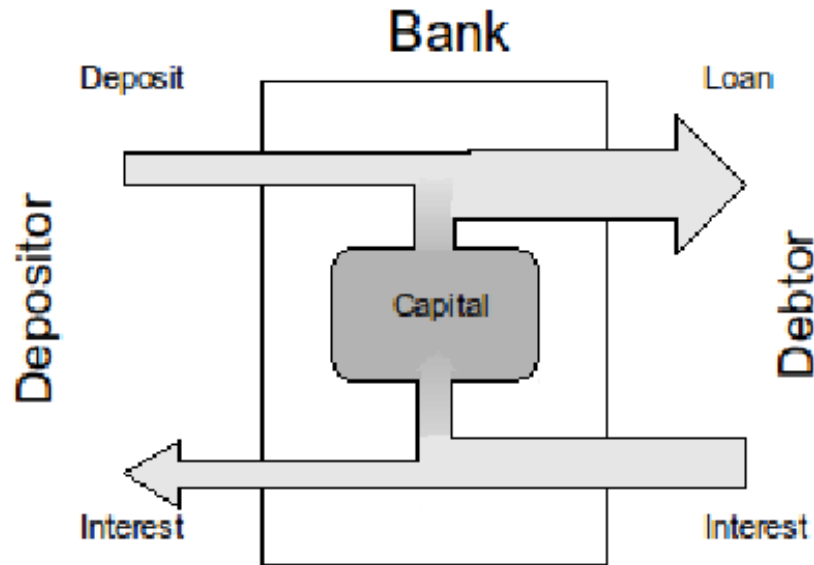 Bank
Deposit
Loan
Depositor
Capital
Debtor
Interest
Interest